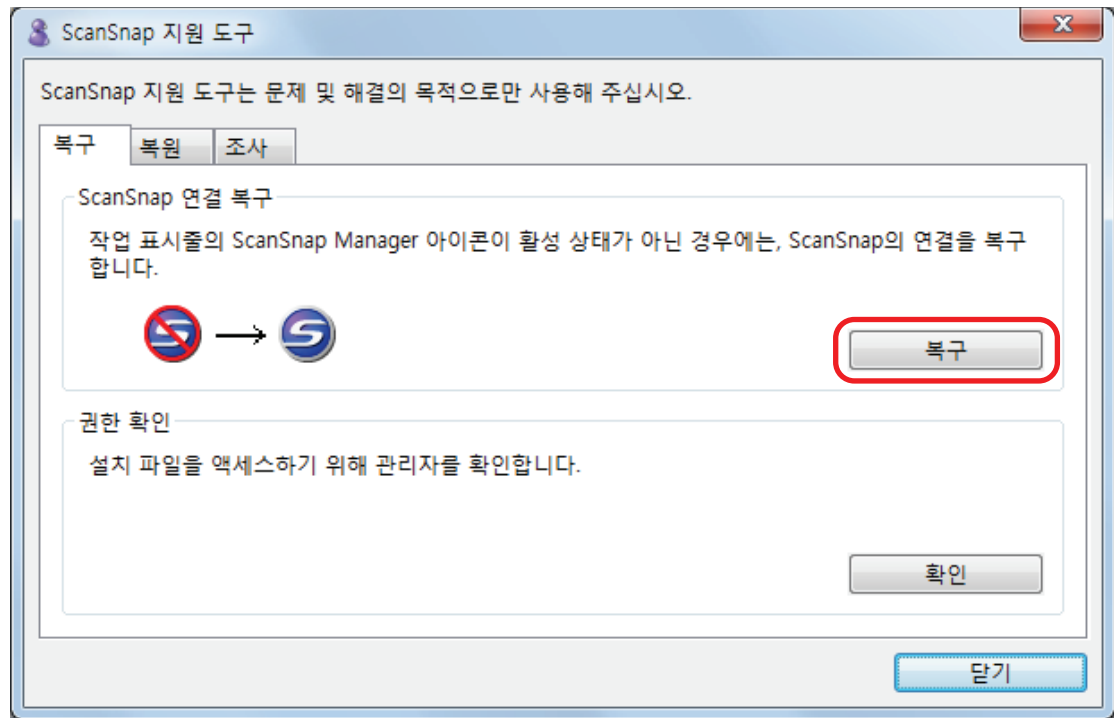 ScanSnap 지원 도구
ScanSnap 지원 도구는 문제 및 해결의 목적으로만 사용해 주십시오.
복구 복원 조사
ScanSnap 연결 복구
작업 표시줄의 ScanSnap Manager 아이콘이 활성 상태가 아닌 경우에는, ScanSnap의 연결을 복구
합니다.
복구
권한 확인
설치 파일을 액세스하기 위해 관리자를 확인합니다.
확인
닫기